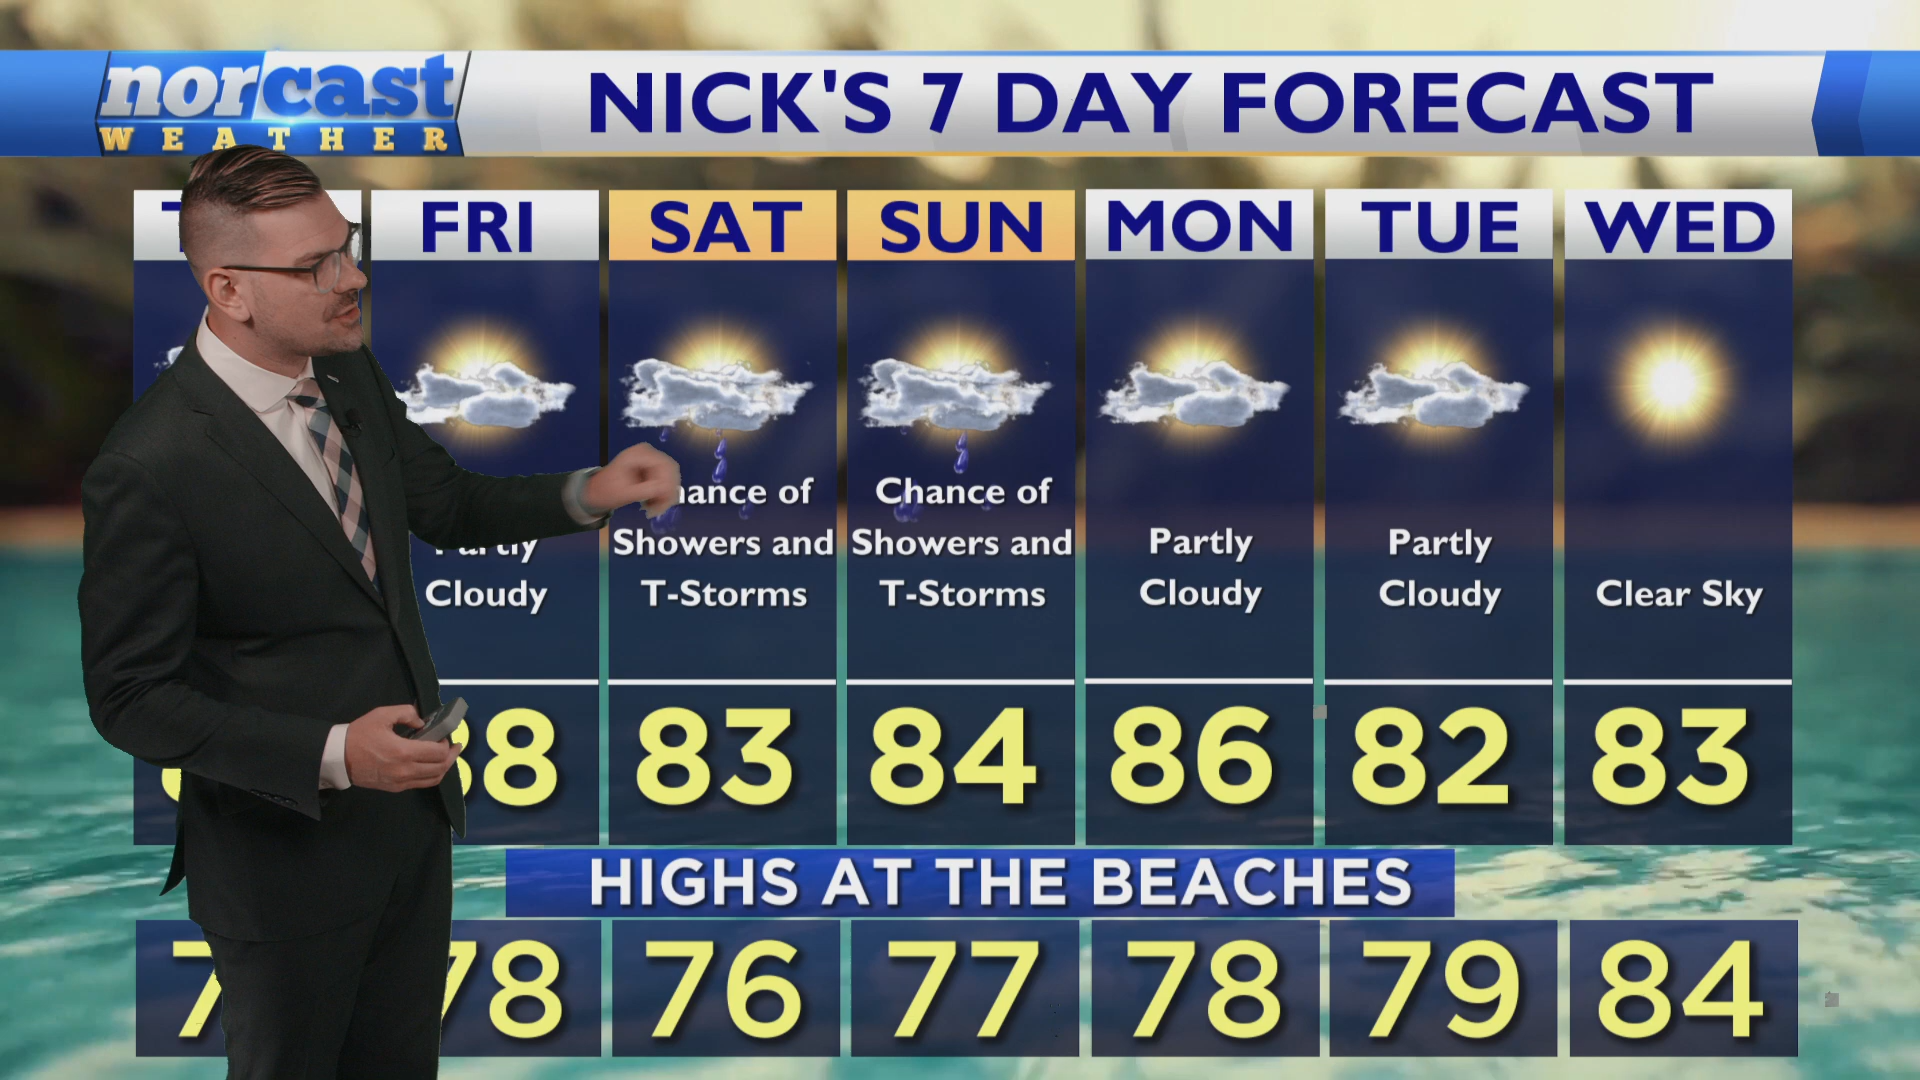 norcast
WEATHER
NICK'S 7 DAY FORECAST
FRI
SAT
SUN
MON
TUE
WED
Partly
Cloudy
of
Showers and
T-Storms
Chance of
Showers and
T-Storms
Partly
Cloudy
Partly
Cloudy
Clear Sky
88
83
84
86
82
83
HIGHS AT THE BEACHES
78
76
77
78
79
84